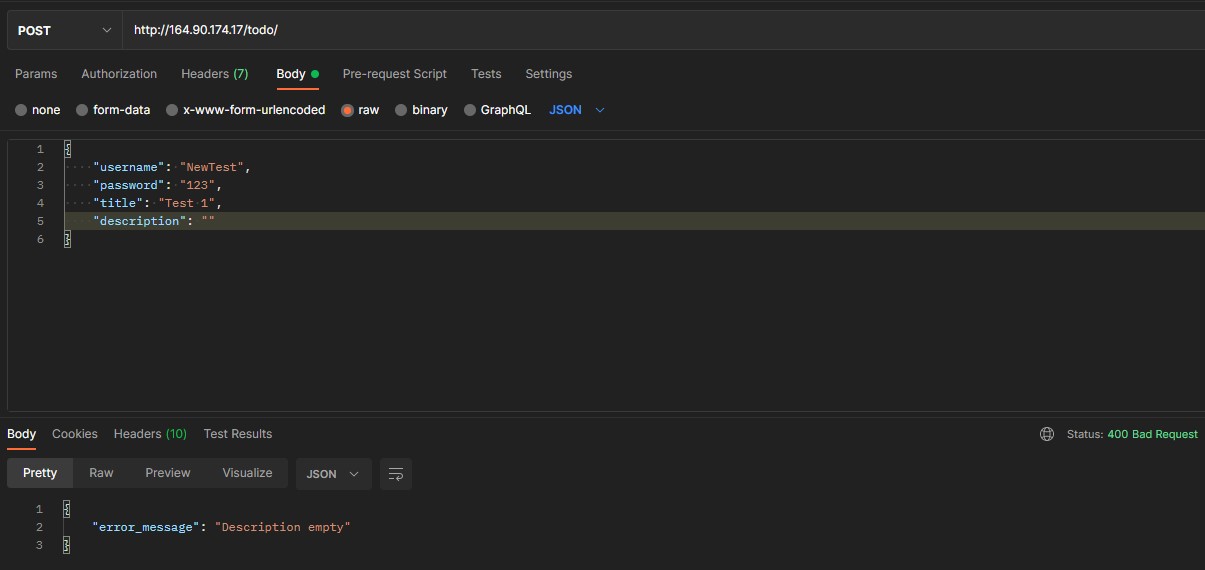 POST http://164.90.174.17/todo/
Params Authorization Headers (7) Body Pre-request Script Tests Settings
none form-data x-www-form-urlencoded raw binary GraphQL JSON
1 {
2 "username": "NewTest",
3 "password": "123",
4 "title": "Test 1",
5 "description": ""
6 }
Body Cookies Headers (10) Test Results Status: 400 Bad Request
Pretty Raw Preview Visualize JSON
1 {
2 "error_message": "Description empty"
3 }